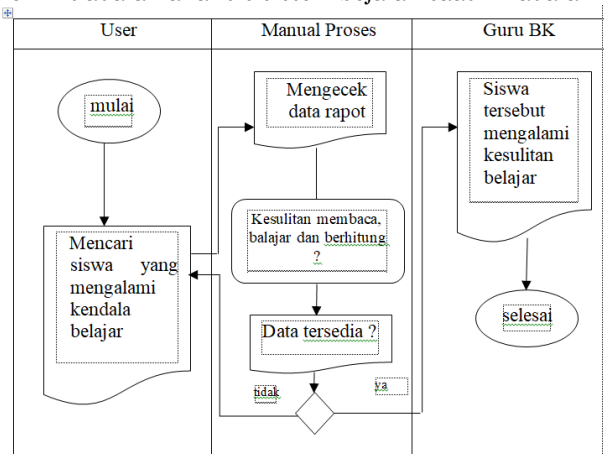 User
Manual Proses
Guru BK
mulai
Mencari
siswa yang
mengalami
kendala
belajar
Mengecek
data rapot
Kesulitan membaca,
balajar dan berhitung
?
Data tersedia ?
tidak
ya
Siswa
tersebut
mengalami
kesulitan
belajar
selesai